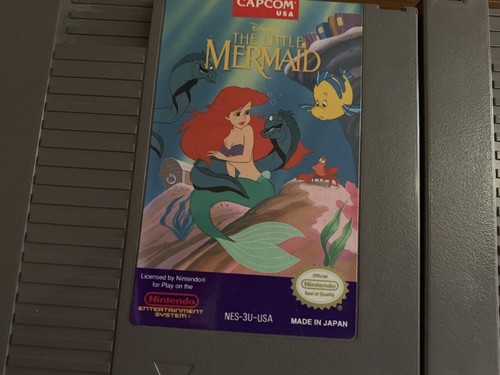 CAPCOM®
USA
Disney's
THE LITTLE
MERMAID
Licensed by Nintendo®
for Play on the
Nintendo
ENTERTAINMENT
SYSTEM™
NES-3U-USA
Official
Nintendo
Seal of Quality
MADE IN JAPAN